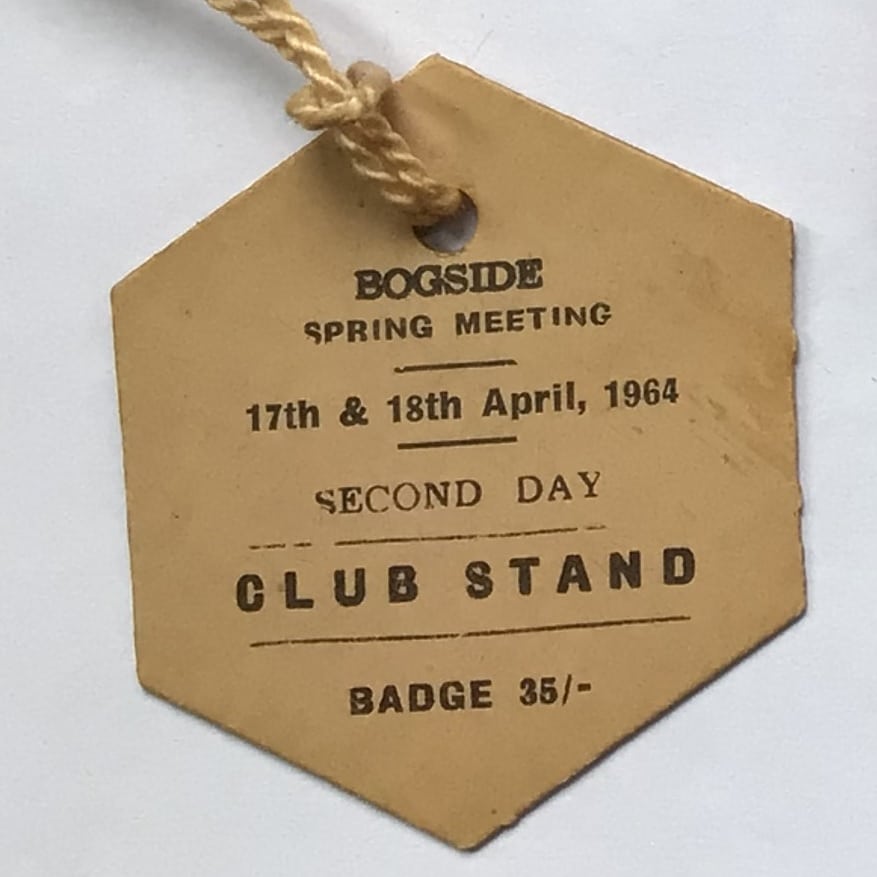 BOGSIDE
SPRING MEETING
17th & 18th April, 1964
SECOND DAY
CLUB STAND
BADGE 35/-